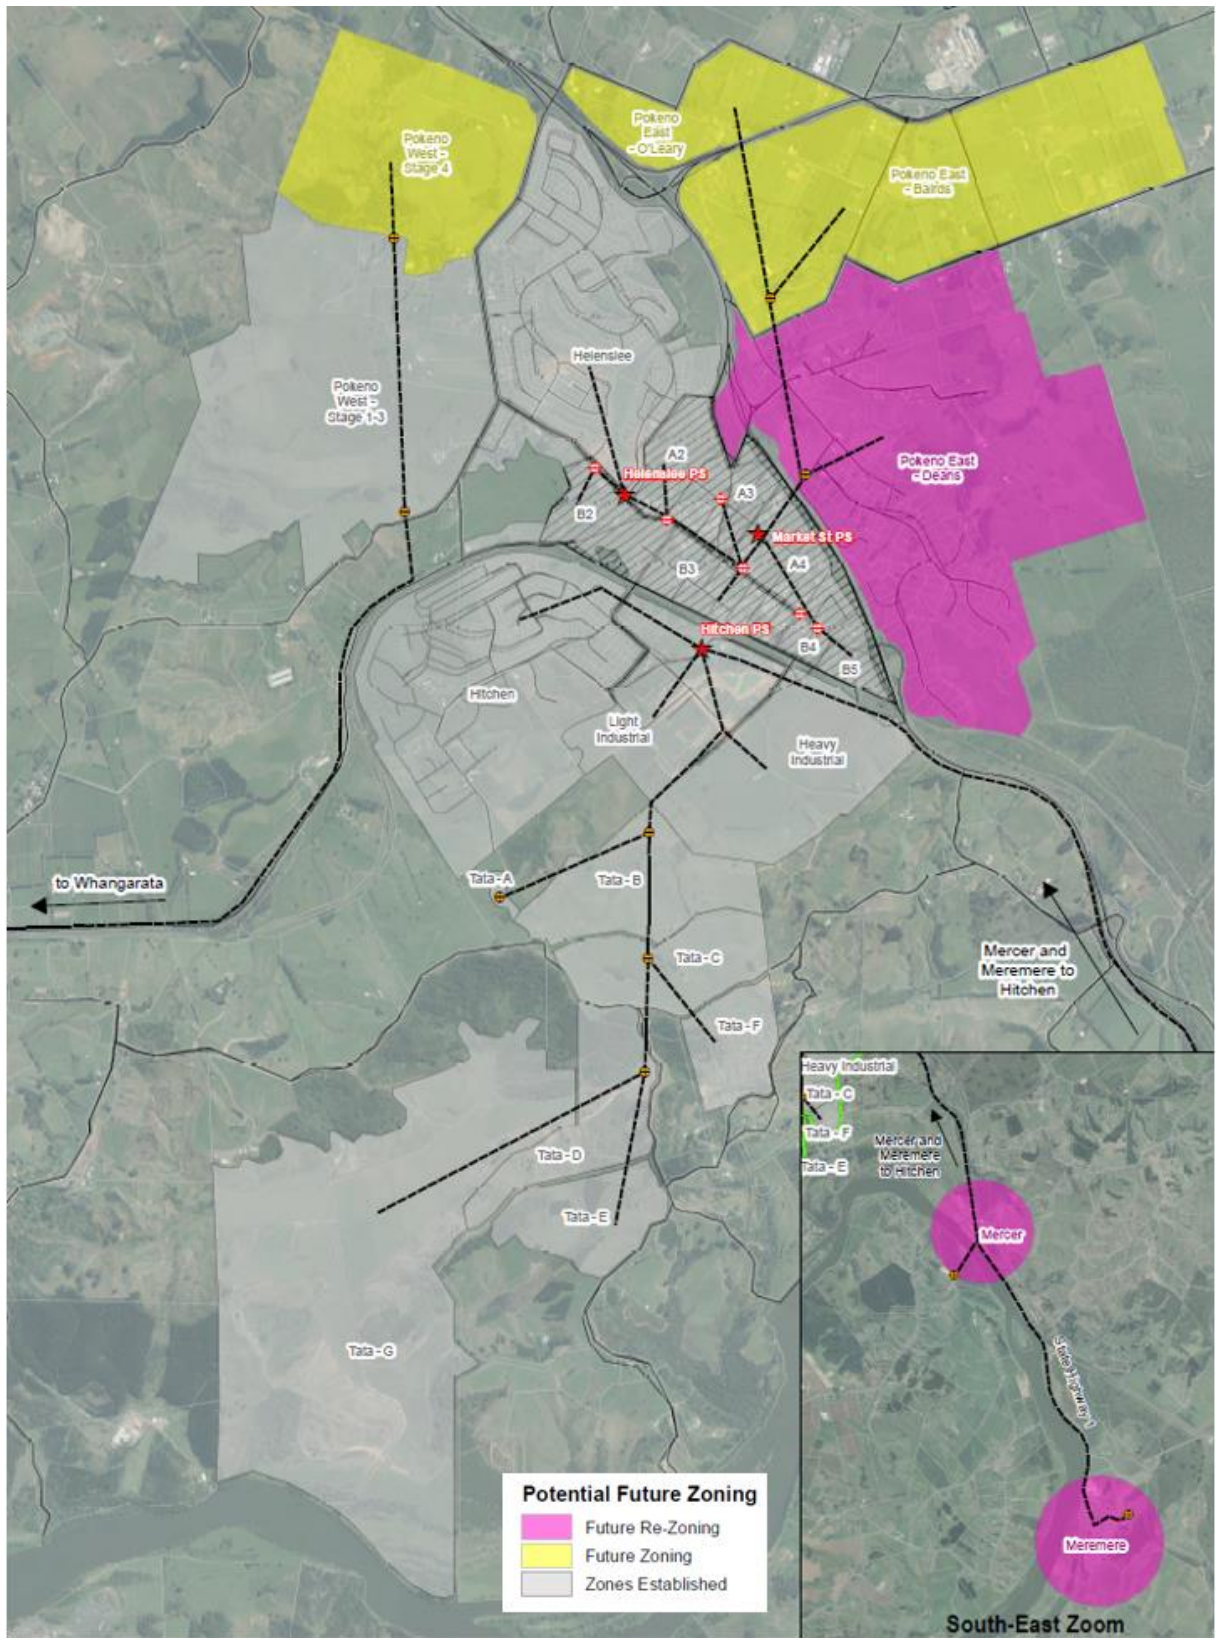 Pokeno
West -
Stage 4
Pokeno
East
- O'Leary
Pokeno East
- Bairds
Helenslee
Pokeno
West -
Stage 1-3
A2
Helenslee PS
A3
B2
Pokeno East
- Deans
Market St PS
B3
A4
Hitchen PS
B4
B5
Hitchen
Light
Industrial
Heavy
Industrial
to Whangarata
Tata - A
Tata - B
Tata - C
Mercer and
Meremere to
Hitchen
Tata - F
Tata - D
Tata - E
Tata - G
Heavy Industrial
Tata - C
Tata - F
Tata - E
Mercer and
Meremere
to Hitchen
Mercer
State Highway 1
Meremere
South-East Zoom
Potential Future Zoning
Future Re-Zoning
Future Zoning
Zones Established